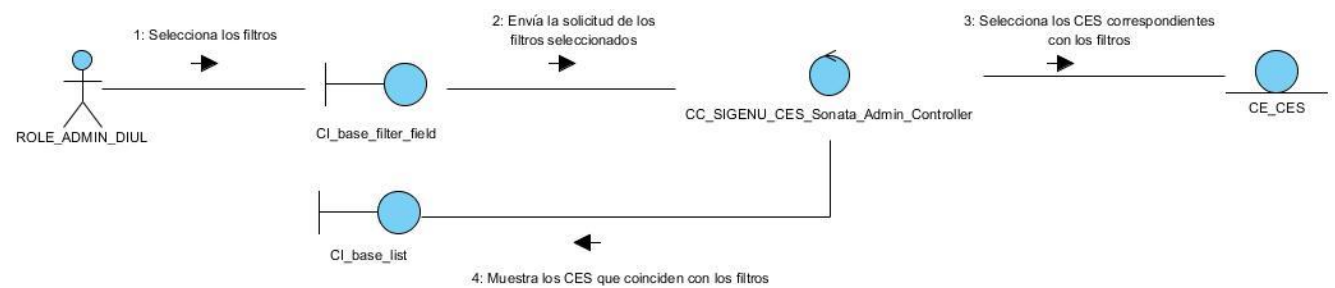 1: Selecciona los filtros
2: Envía la solicitud de los
filtros seleccionados
3: Selecciona los CES correspondientes
con los filtros
ROLE_ADMIN_DIUL
CI_base_filter_field
CC_SIGENU_CES_Sonata_Admin_Controller
CE_CES
CI_base_list
4: Muestra los CES que coinciden con los filtros